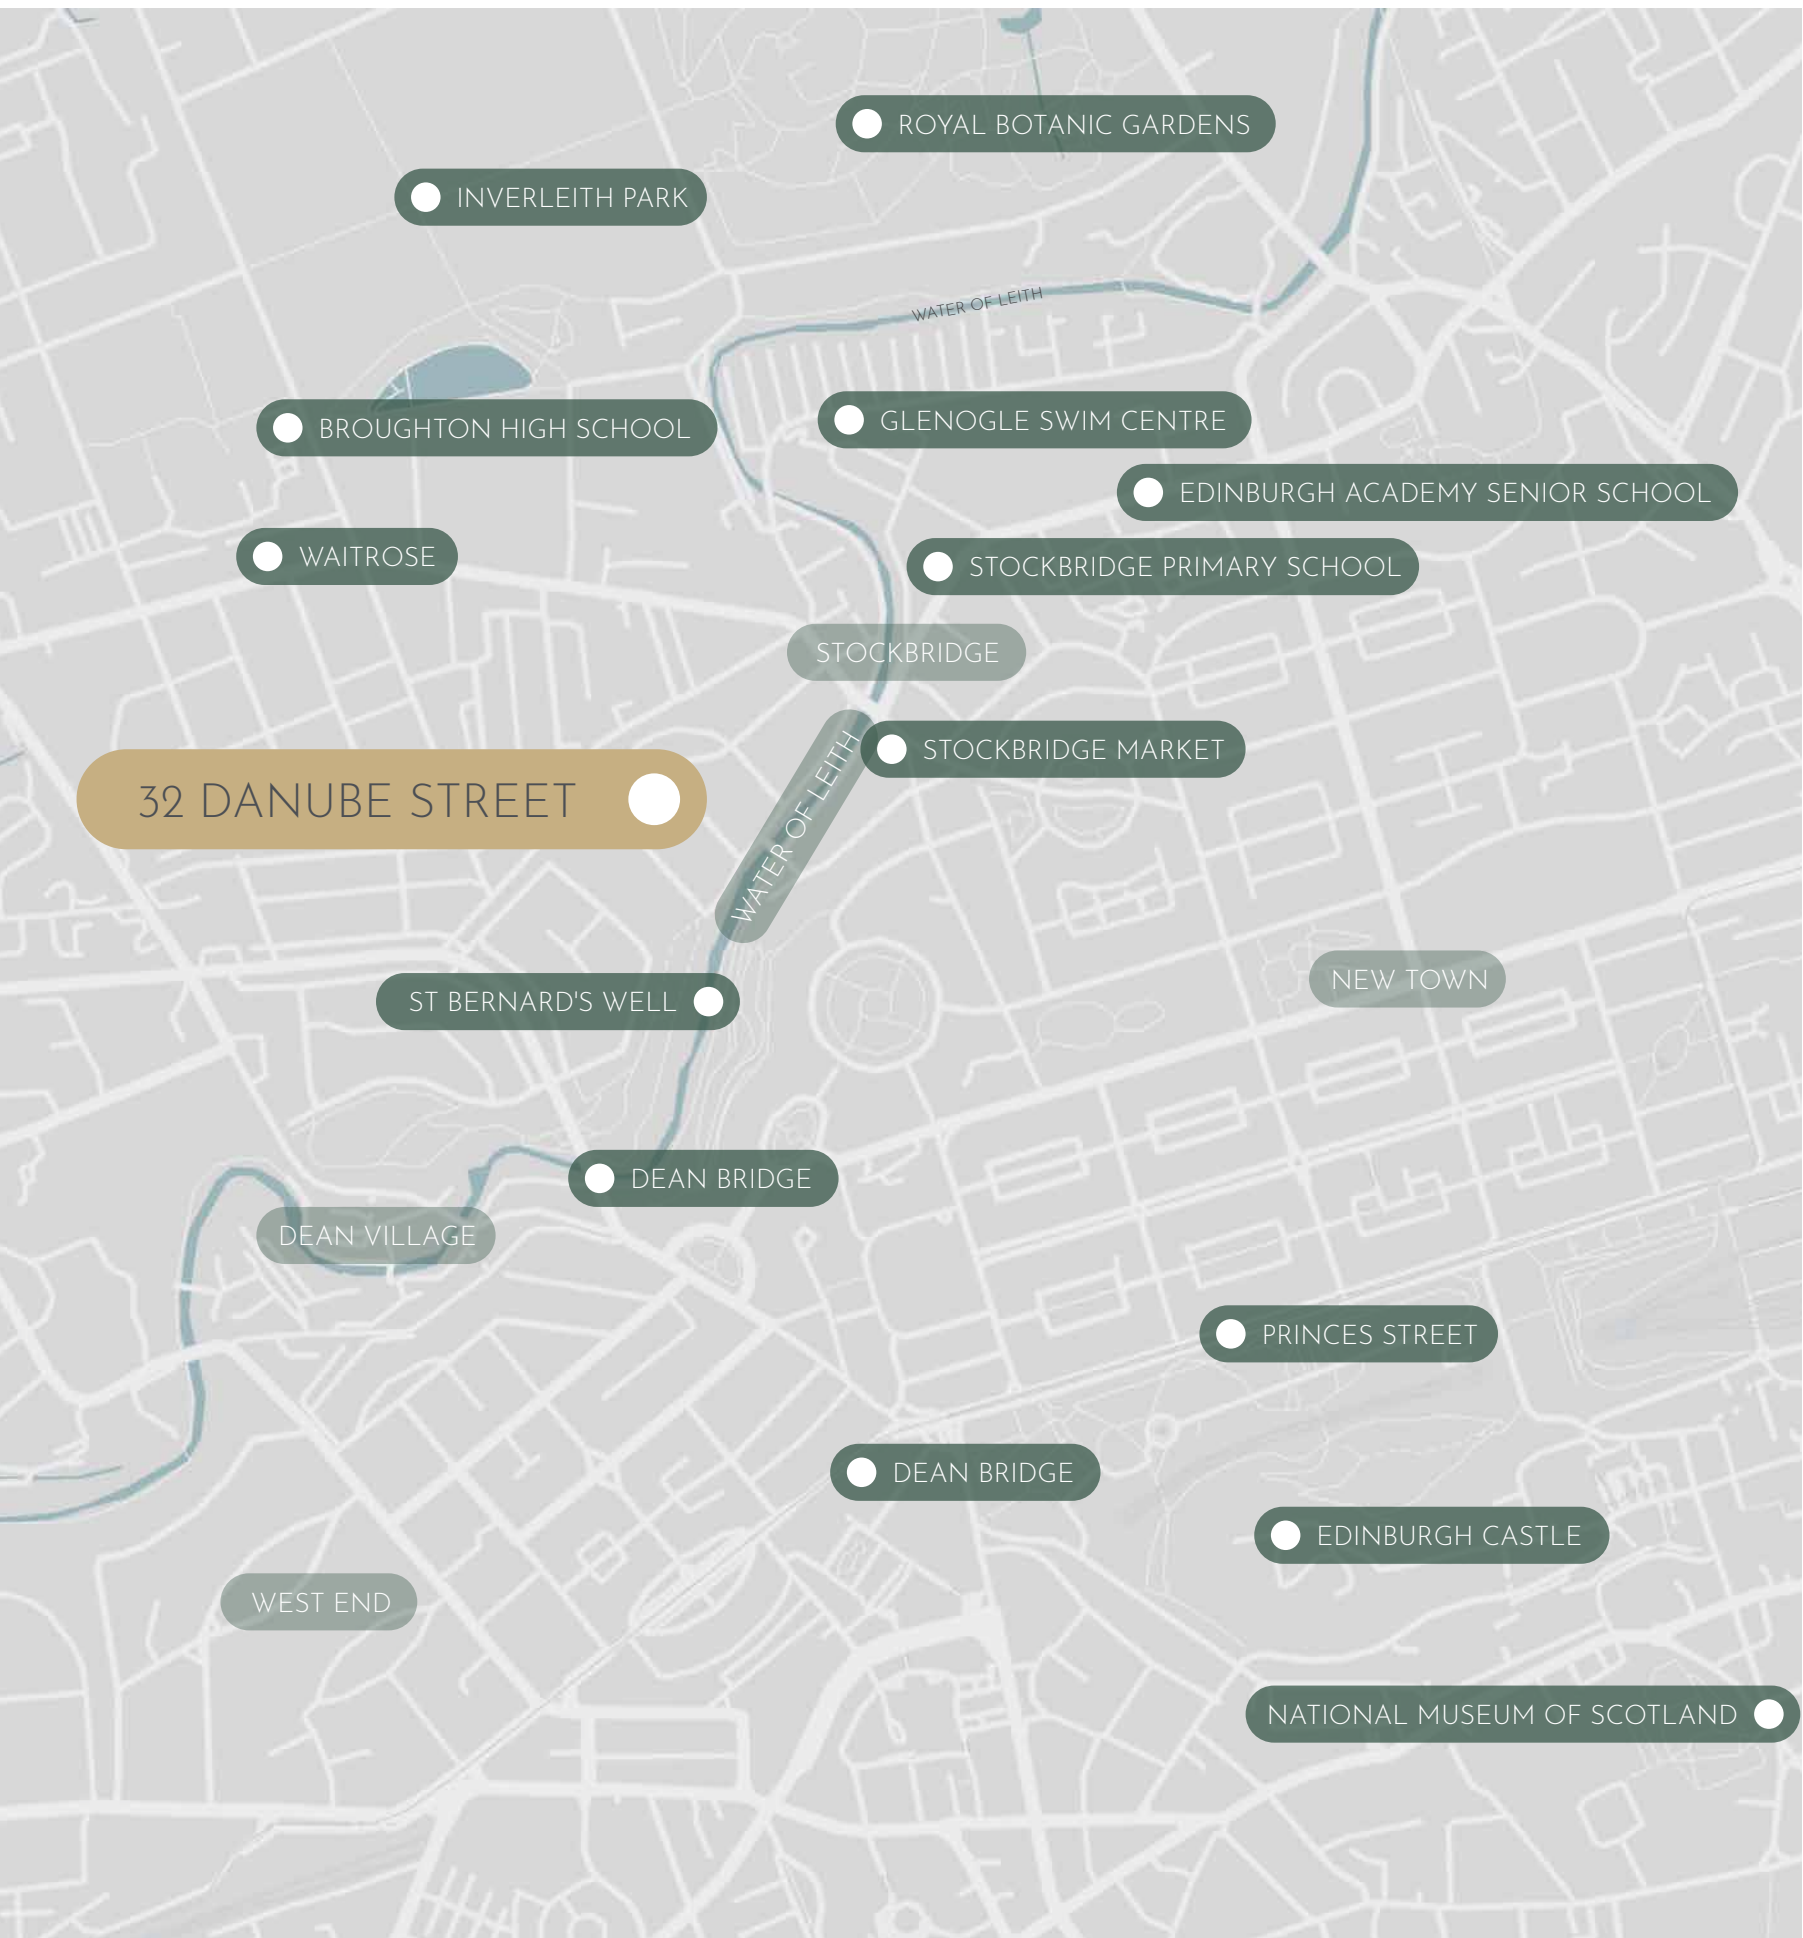 ROYAL BOTANIC GARDENS
INVERLEITH PARK
WATER OF LEITH
BROUGHTON HIGH SCHOOL
GLENOGLE SWIM CENTRE
EDINBURGH ACADEMY SENIOR SCHOOL
WAITROSE
STOCKBRIDGE PRIMARY SCHOOL
STOCKBRIDGE
STOCKBRIDGE MARKET
32 DANUBE STREET
WATER OF LEITH
NEW TOWN
ST BERNARD'S WELL
DEAN BRIDGE
DEAN VILLAGE
PRINCES STREET
DEAN BRIDGE
EDINBURGH CASTLE
WEST END
NATIONAL MUSEUM OF SCOTLAND